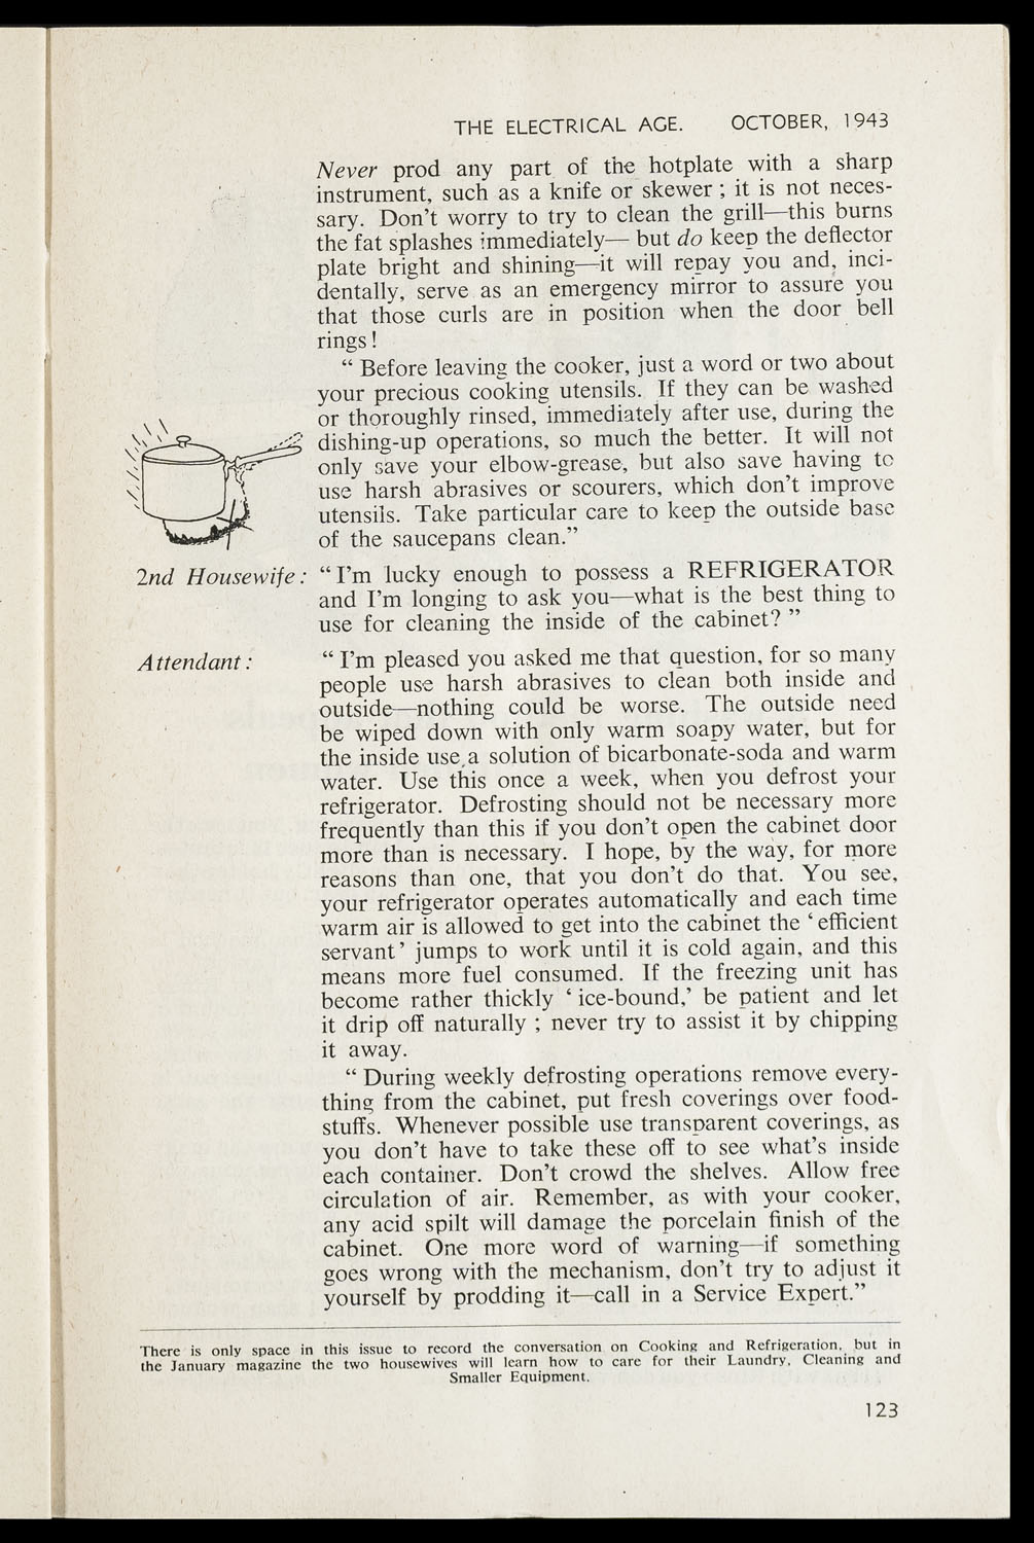 THE ELECTRICAL AGE. OCTOBER, 1943
Never prod any part of the hotplate with a sharp
instrument, such as a knife or skewer ; it is not neces-
sary. Don't worry to try to clean the grill—this burns
the fat splashes immediately— but do keep the deflector
plate bright and shining—it will repay you and, inci-
dentally, serve as an emergency mirror to assure you
that those curls are in position when the door bell
rings !
“ Before leaving the cooker, just a word or two about
your precious cooking utensils. If they can be washed
or thoroughly rinsed, immediately after use, during the
dishing-up operations, so much the better. It will not
only save your elbow-grease, but also save having to
use harsh abrasives or scourers, which don't improve
utensils. Take particular care to keep the outside base
of the saucepans clean.”
2nd Housewife : “ I'm lucky enough to possess a REFRIGERATOR
and I'm longing to ask you—what is the best thing to
use for cleaning the inside of the cabinet? ”
Attendant : “ I'm pleased you asked me that question, for so many
people use harsh abrasives to clean both inside and
outside—nothing could be worse. The outside need
be wiped down with only warm soapy water, but for
the inside use a solution of bicarbonate-soda and warm
water. Use this once a week, when you defrost your
refrigerator. Defrosting should not be necessary more
frequently than this if you don't open the cabinet door
more than is necessary. I hope, by the way, for more
reasons than one, that you don't do that. You see,
your refrigerator operates automatically and each time
warm air is allowed to get into the cabinet the ‘ efficient
servant ’ jumps to work until it is cold again, and this
means more fuel consumed. If the freezing unit has
become rather thickly ‘ ice-bound,’ be patient and let
it drip off naturally ; never try to assist it by chipping
it away.
“ During weekly defrosting operations remove every-
thing from the cabinet, put fresh coverings over food-
stuffs. Whenever possible use transparent coverings, as
you don't have to take these off to see what's inside
each container. Don't crowd the shelves. Allow free
circulation of air. Remember, as with your cooker,
any acid spilt will damage the porcelain finish of the
cabinet. One more word of warning—if something
goes wrong with the mechanism, don't try to adjust it
yourself by prodding it—call in a Service Expert.”
There is only space in this issue to record the conversation on Cooking and Refrigeration, but in
the January magazine the two housewives will learn how to care for their Laundry, Cleaning and
Smaller Equipment.
123